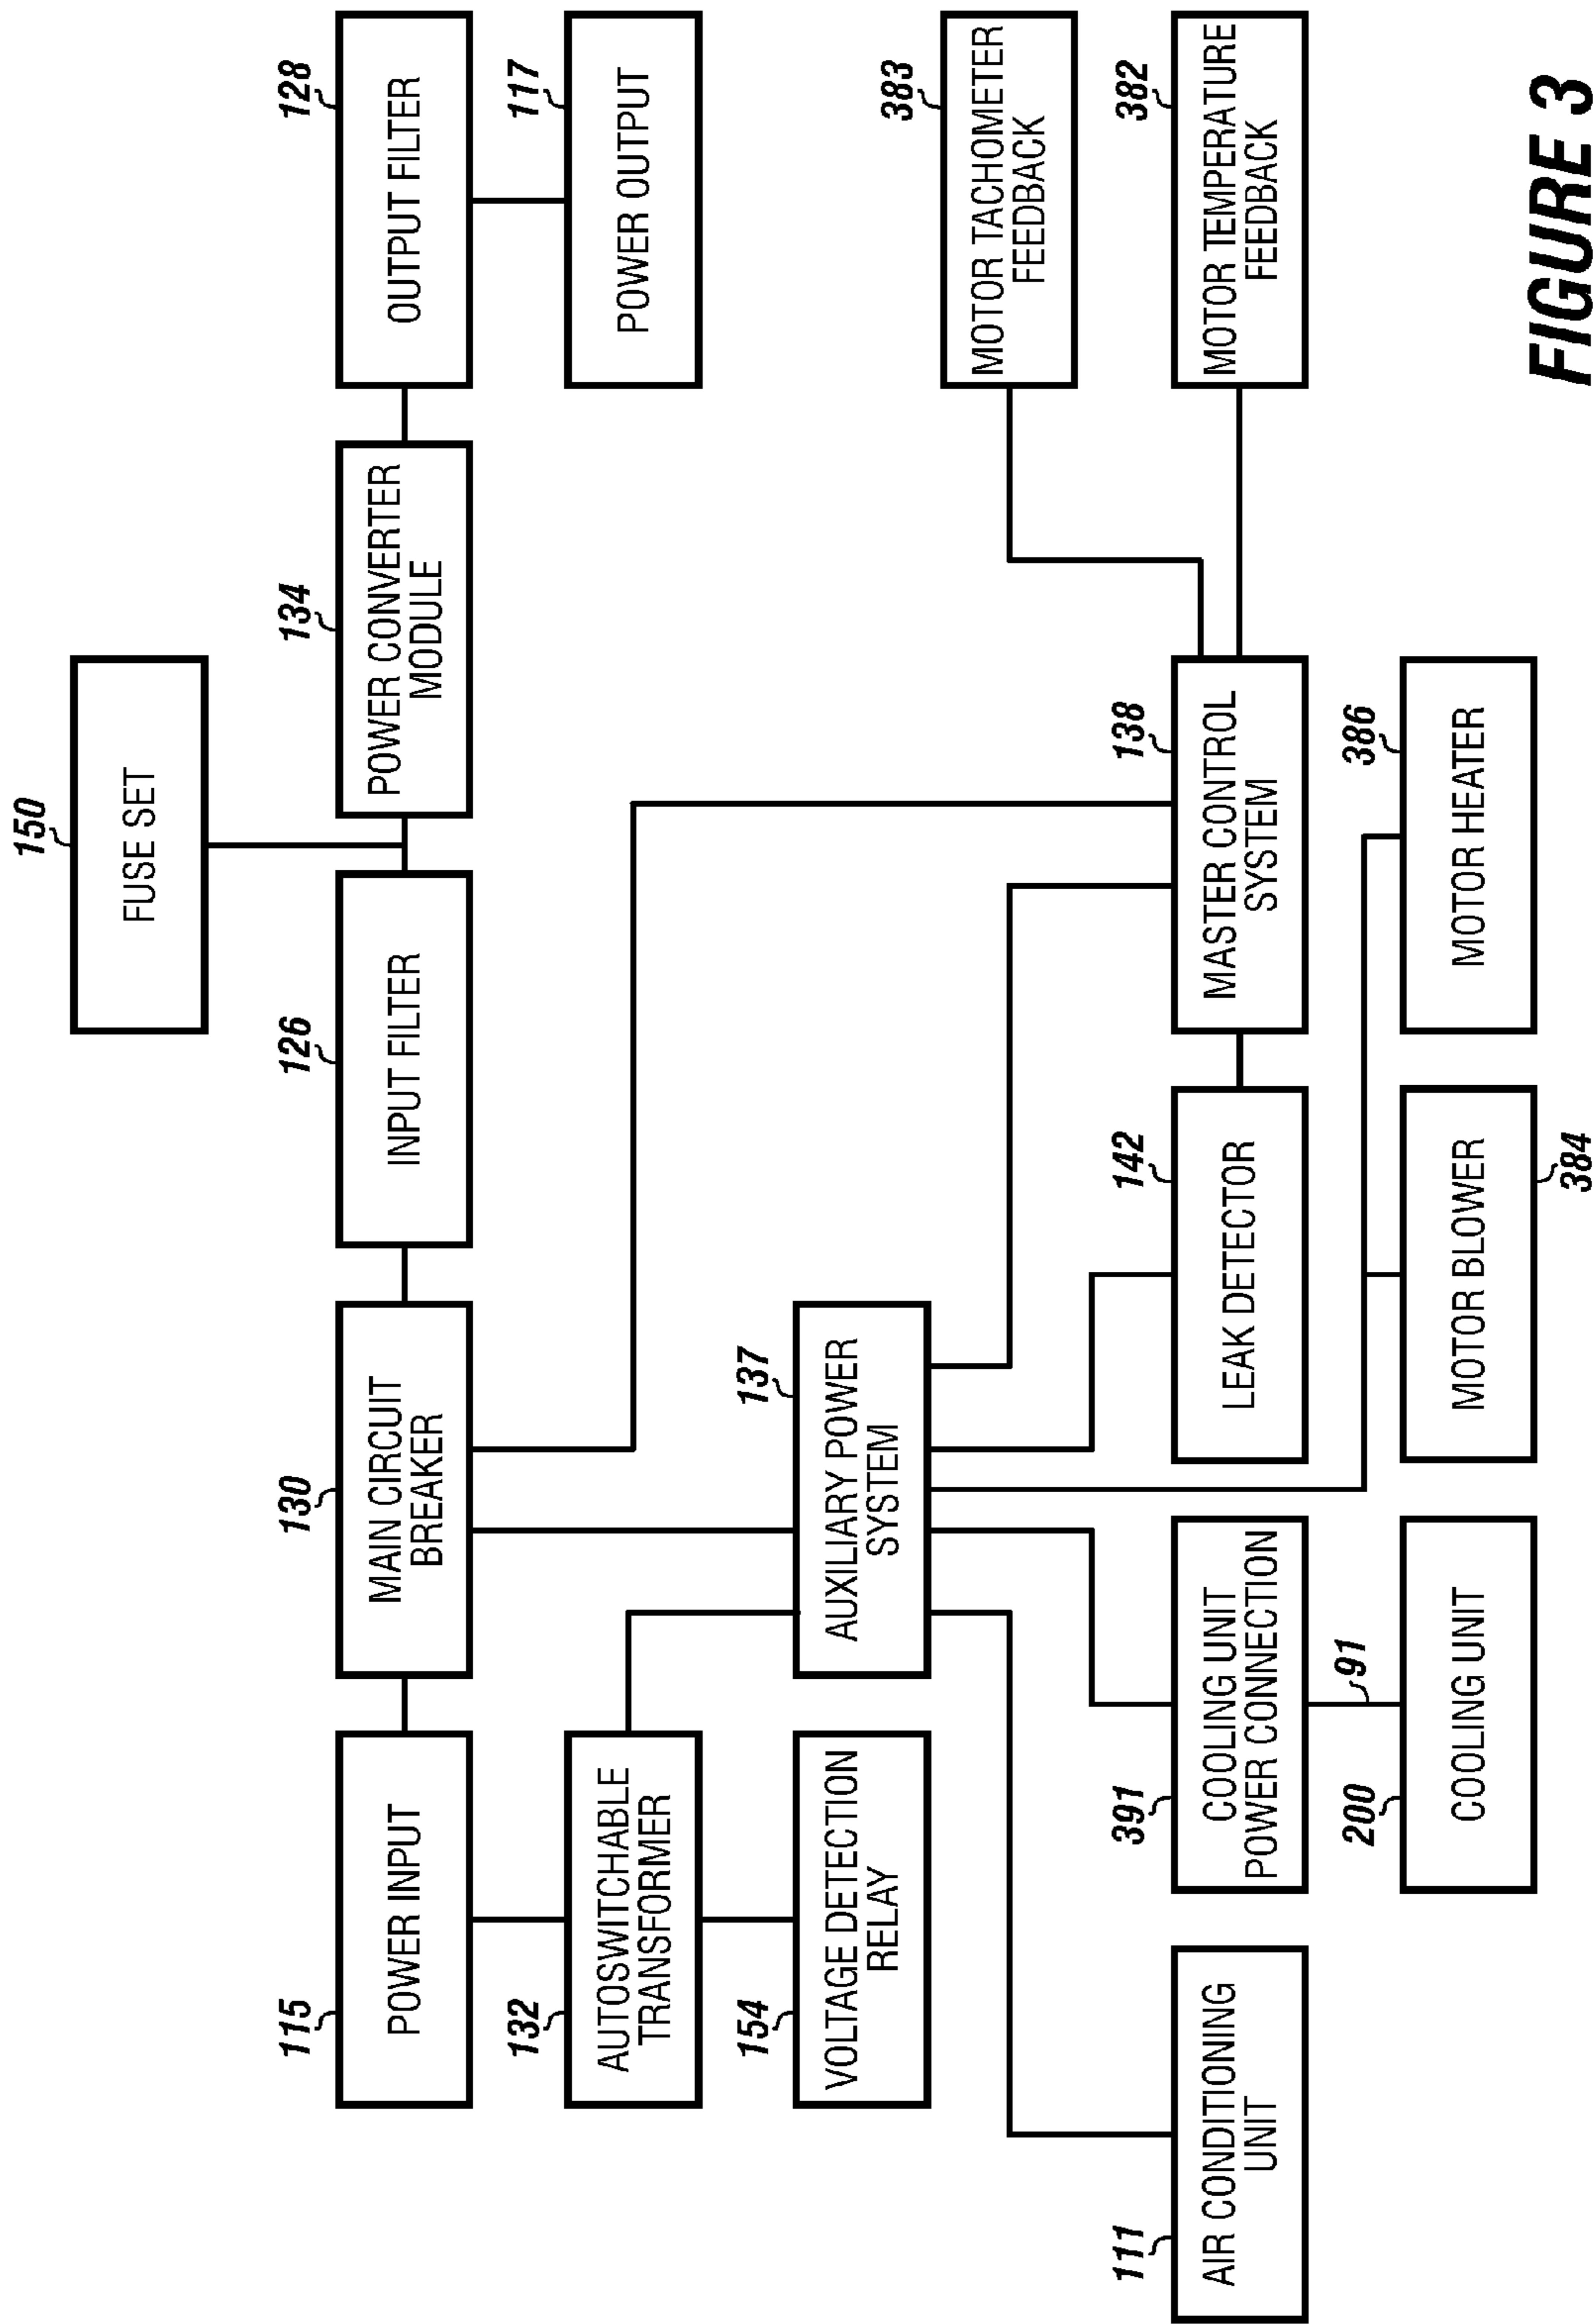 150
FUSE SET
115
POWER INPUT
130
MAIN CIRCUIT
BREAKER
126
INPUT FILTER
134
POWER CONVERTER
MODULE
128
OUTPUT FILTER
132
AUTOSWITCHABLE
TRANSFORMER
117
POWER OUTPUT
154
VOLTAGE DETECTION
RELAY
137
AUXILIARY POWER
SYSTEM
383
MOTOR TACHOMETER
FEEDBACK
111
AIR CONDITIONING
UNIT
391
COOLING UNIT
POWER CONNECTION
142
LEAK DETECTOR
138
MASTER CONTROL
SYSTEM
382
MOTOR TEMPERATURE
FEEDBACK
91
200
COOLING UNIT
MOTOR BLOWER
384
386
MOTOR HEATER
FIGURE 3